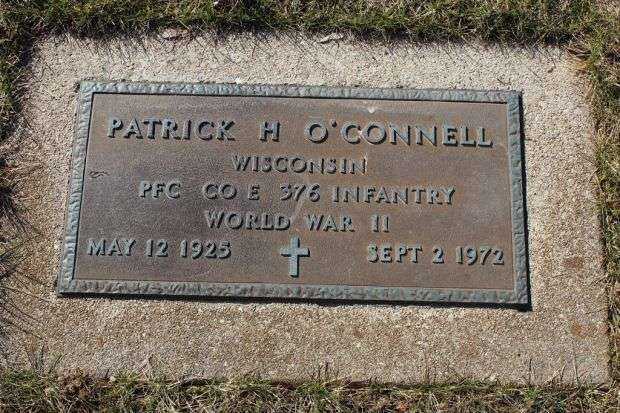 PATRICK H O'CONNELL
WISCONSIN
PFC CO E 376 INFANTRY
WORLD WAR II
MAY 12 1925 SEPT 2 1972